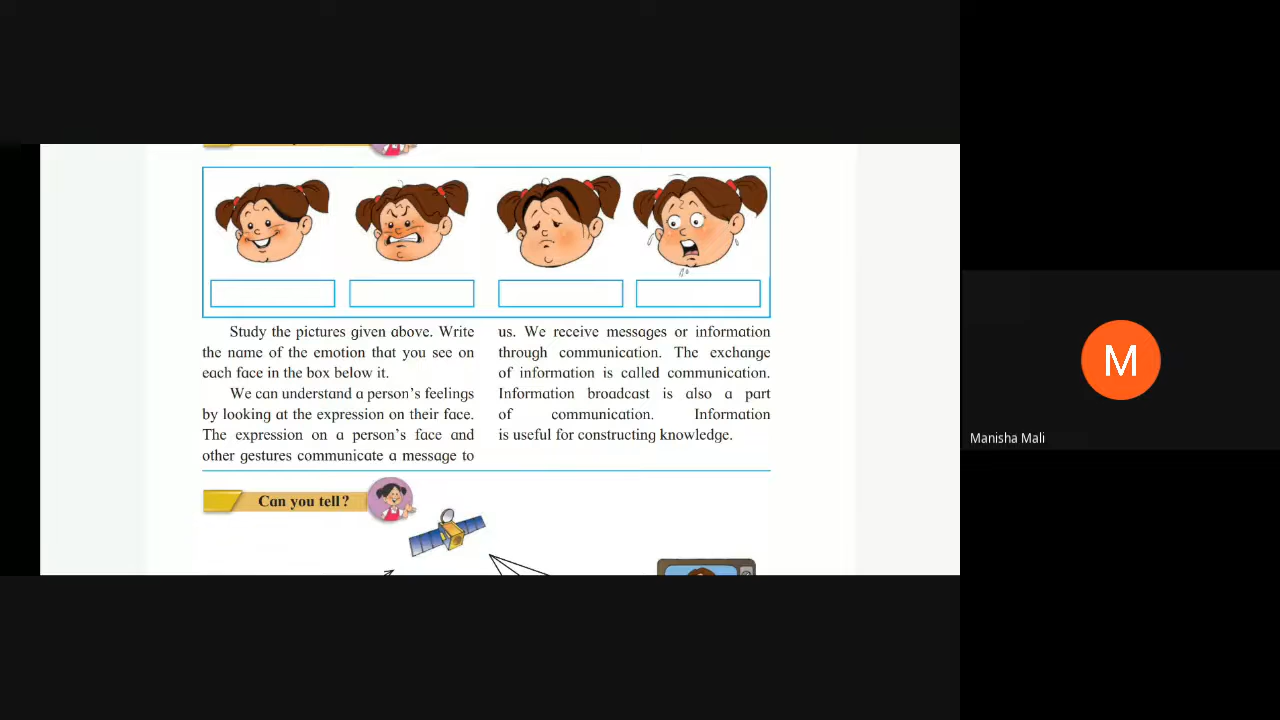 Study the pictures given above. Write
the name of the emotion that you see on
each face in the box below it.
We can understand a person's feelings
by looking at the expression on their face.
The expression on a person's face and
other gestures communicate a message to
us. We receive messages or information
through communication. The exchange
of information is called communication.
Information broadcast is also a part
of communication. Information
is useful for constructing knowledge.
Can you tell?
M
Manisha Mali